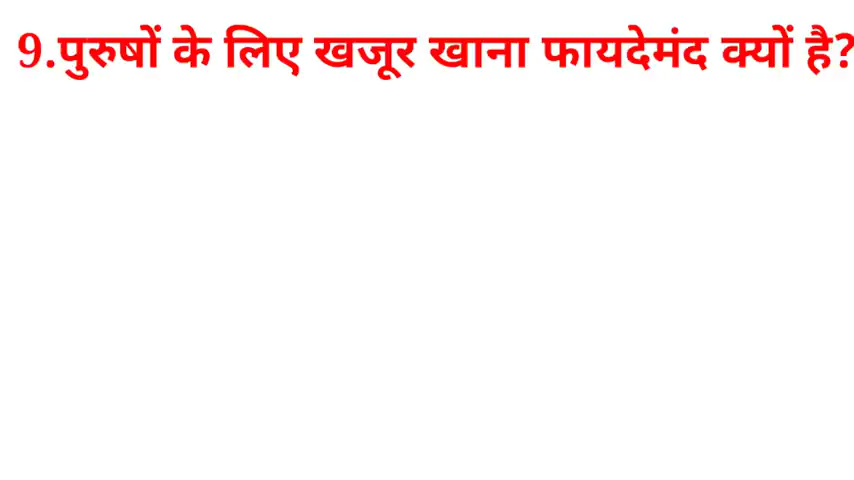 9.पुरुषों के लिए खजूर खाना फायदेमंद क्यों है?